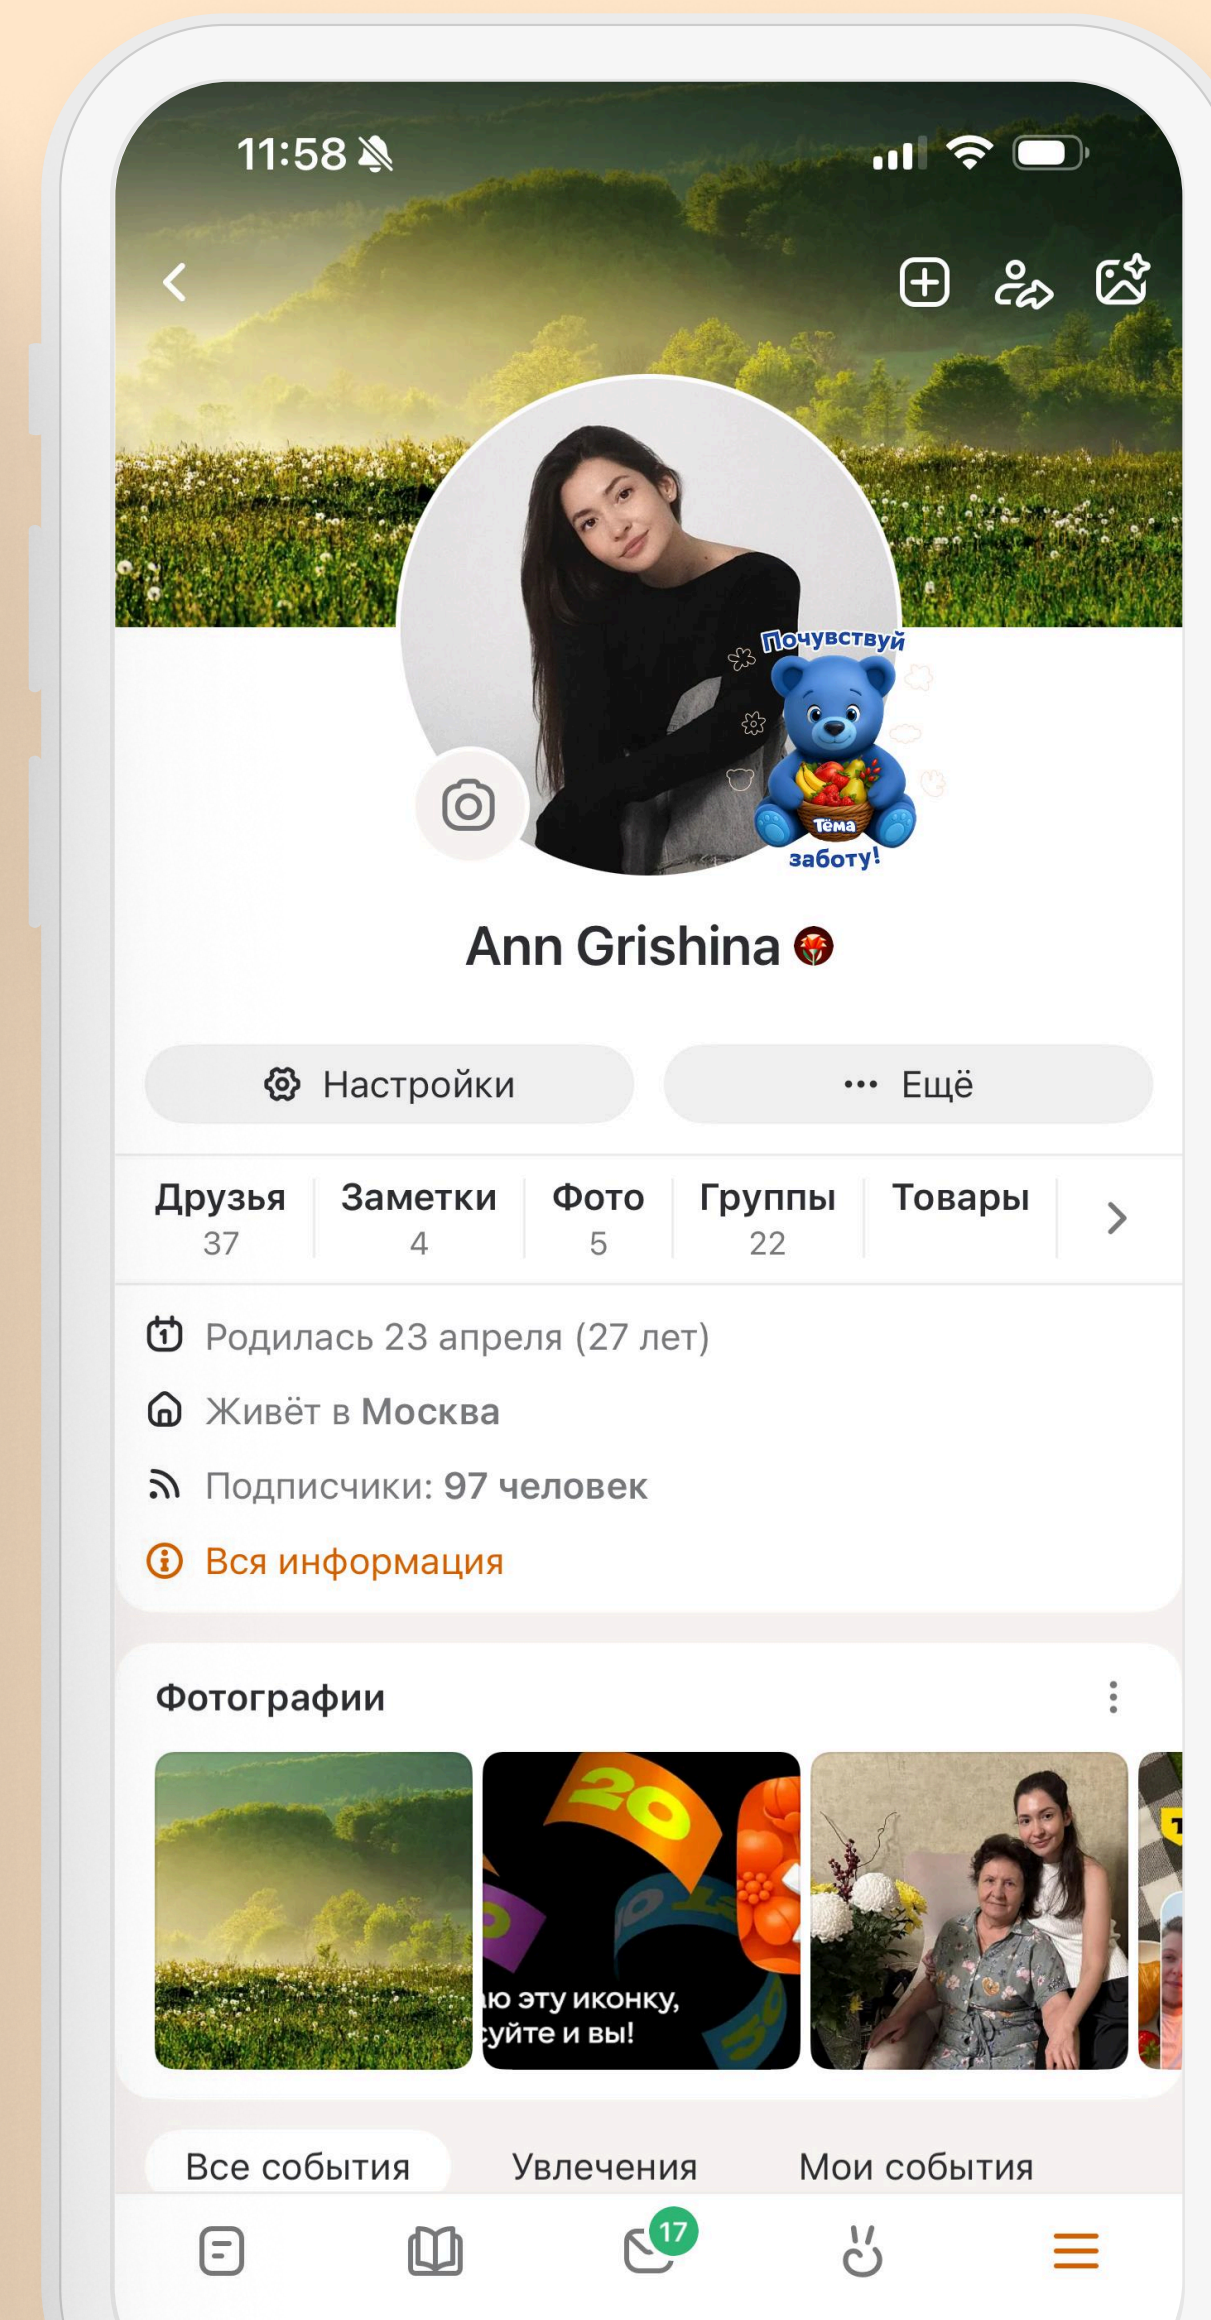 11:58
Почувствуй
Тёма
заботу!
Ann Grishina
Настройки
Ещё
Друзья Заметки Фото Группы Товары
37 4 5 22
Родилась 23 апреля (27 лет)
Живёт в Москва
Подписчики: 97 человек
Вся информация
Фотографии
20
эту иконку,
и вы!
Все события Увлечения Мои события
17